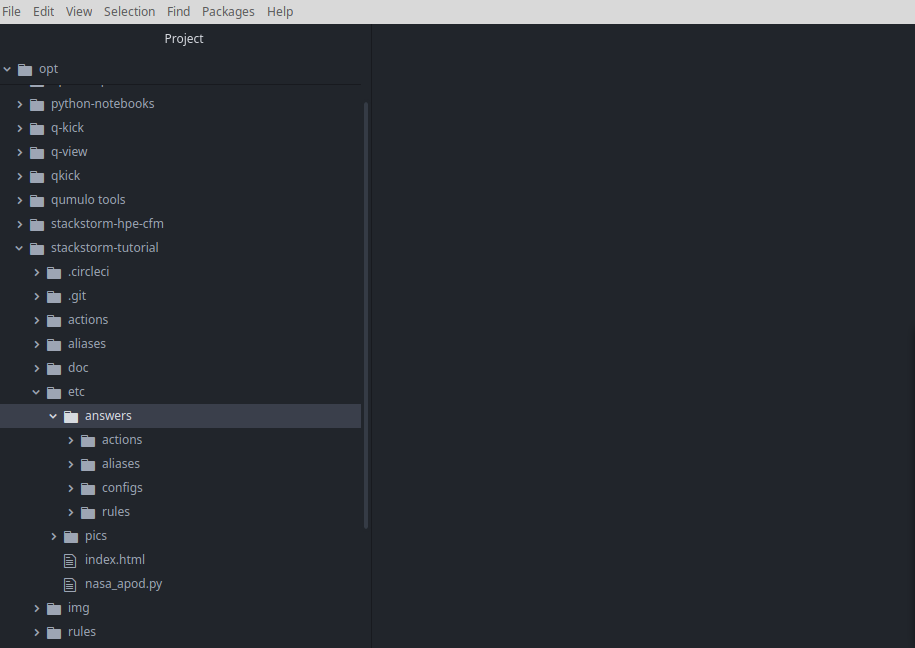 File Edit View Selection Find Packages Help
Project
opt
python-notebooks
q-kick
q-view
qkick
qumulo tools
stackstorm-hpe-cfm
stackstorm-tutorial
.circleci
.git
actions
aliases
doc
etc
answers
actions
aliases
configs
rules
pics
index.html
nasa_apod.py
img
rules